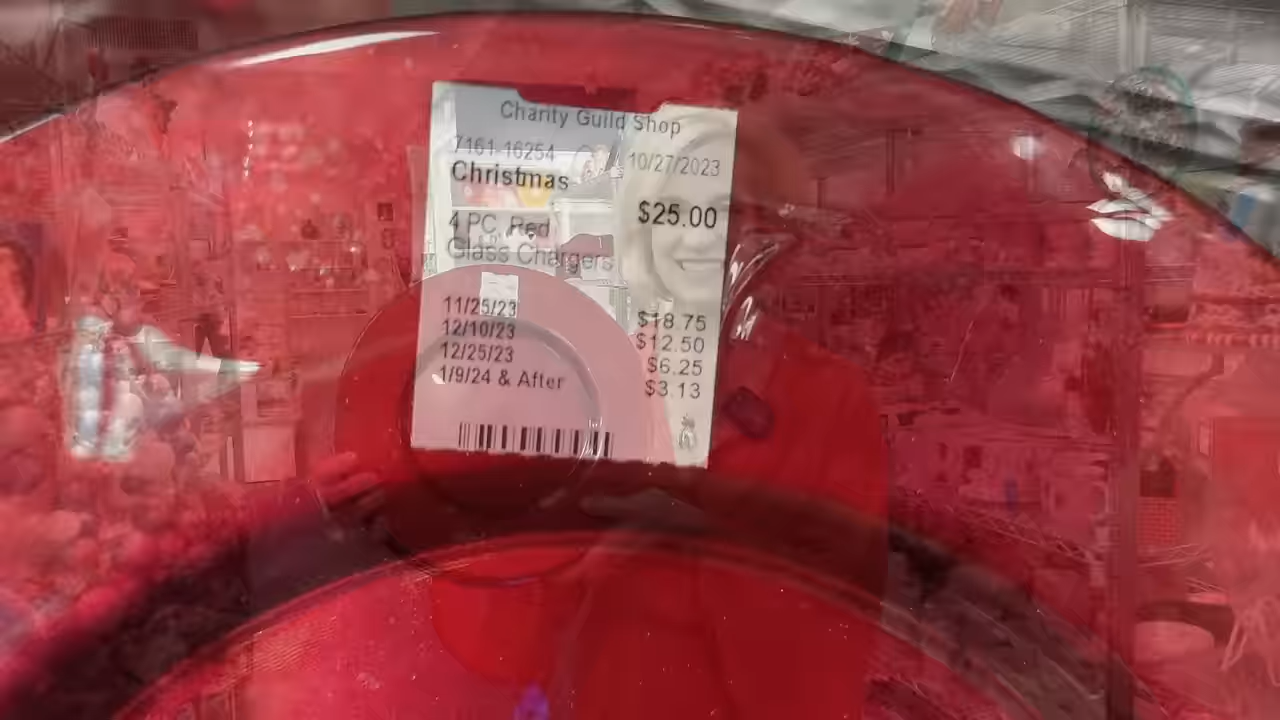 Charity Guild Shop
7161-16254 10/27/2023
Christmas
$25.00
4 PC. Red
Glass Chargers
11/25/23 $18.75
12/10/23 $12.50
12/25/23 $6.25
1/9/24 & After $3.13